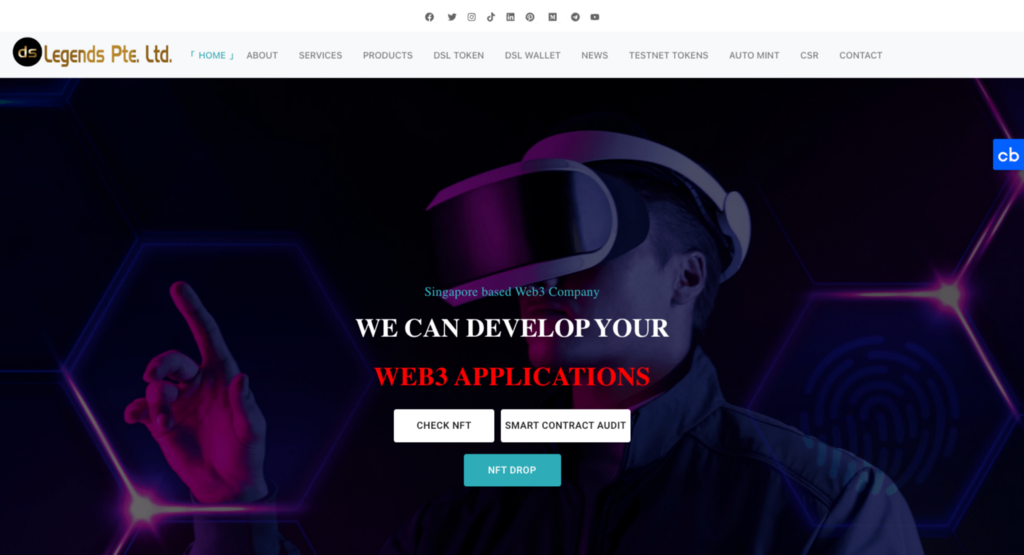 ds Legends Pte. Ltd.
「 HOME 」 ABOUT SERVICES PRODUCTS DSL TOKEN DSL WALLET NEWS TESTNET TOKENS AUTO MINT CSR CONTACT
cb
Singapore based Web3 Company
WE CAN DEVELOP YOUR
WEB3 APPLICATIONS
CHECK NFT SMART CONTRACT AUDIT
NFT DROP